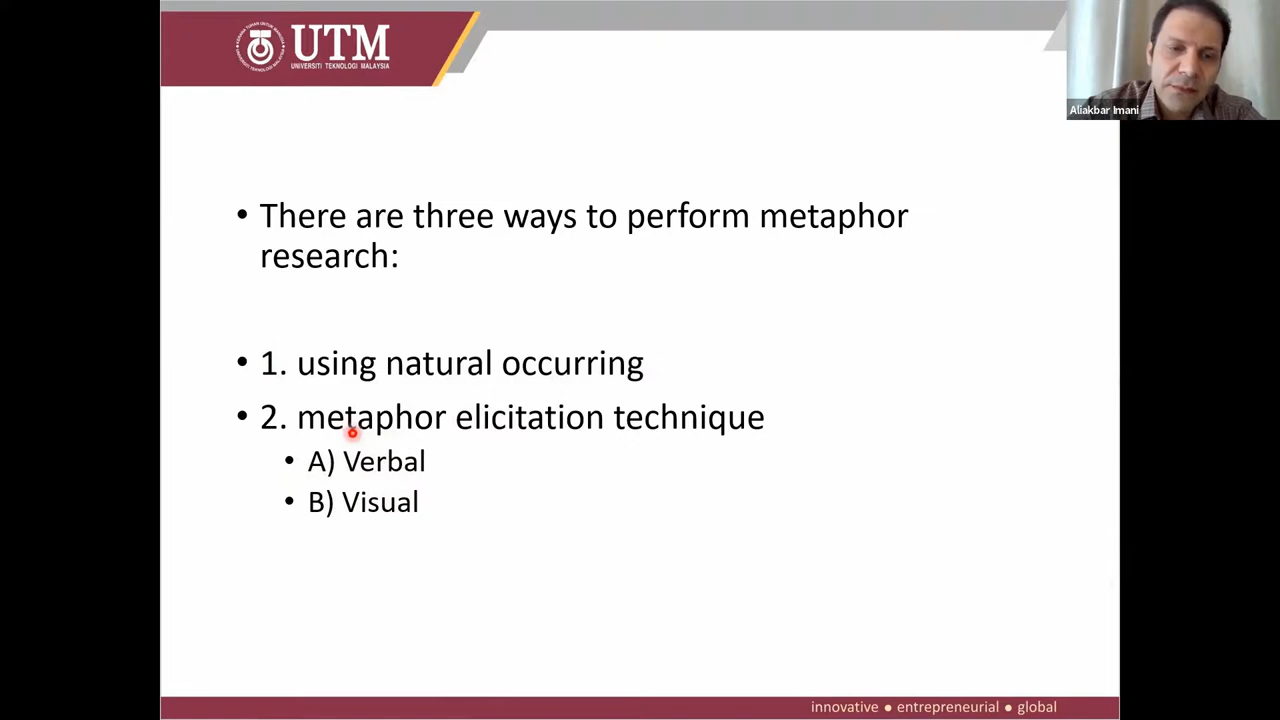 UTM
UNIVERSITI TEKNOLOGI MALAYSIA
Aliakbar Imani
• There are three ways to perform metaphor
research:
• 1. using natural occurring
• 2. metaphor elicitation technique
• A) Verbal
• B) Visual
innovative ● entrepreneurial ● global